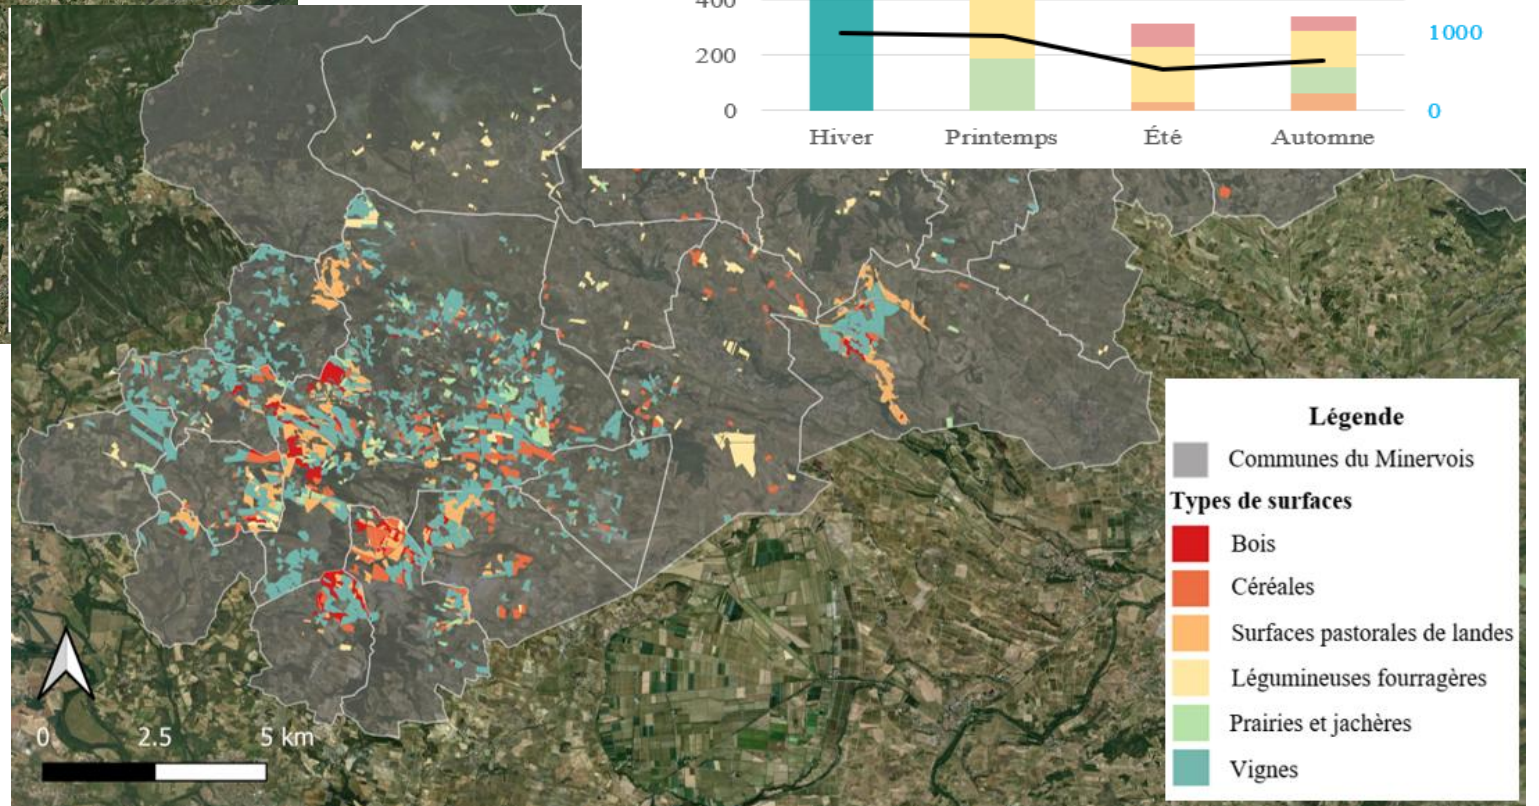 400
200
0
1000
0
Hiver
Printemps
Été
Automne
Légende
Communes du Minervois
Types de surfaces
Bois
Céréales
Surfaces pastorales de landes
Légumineuses fourragères
Prairies et jachères
Vignes
0 2.5 5 km